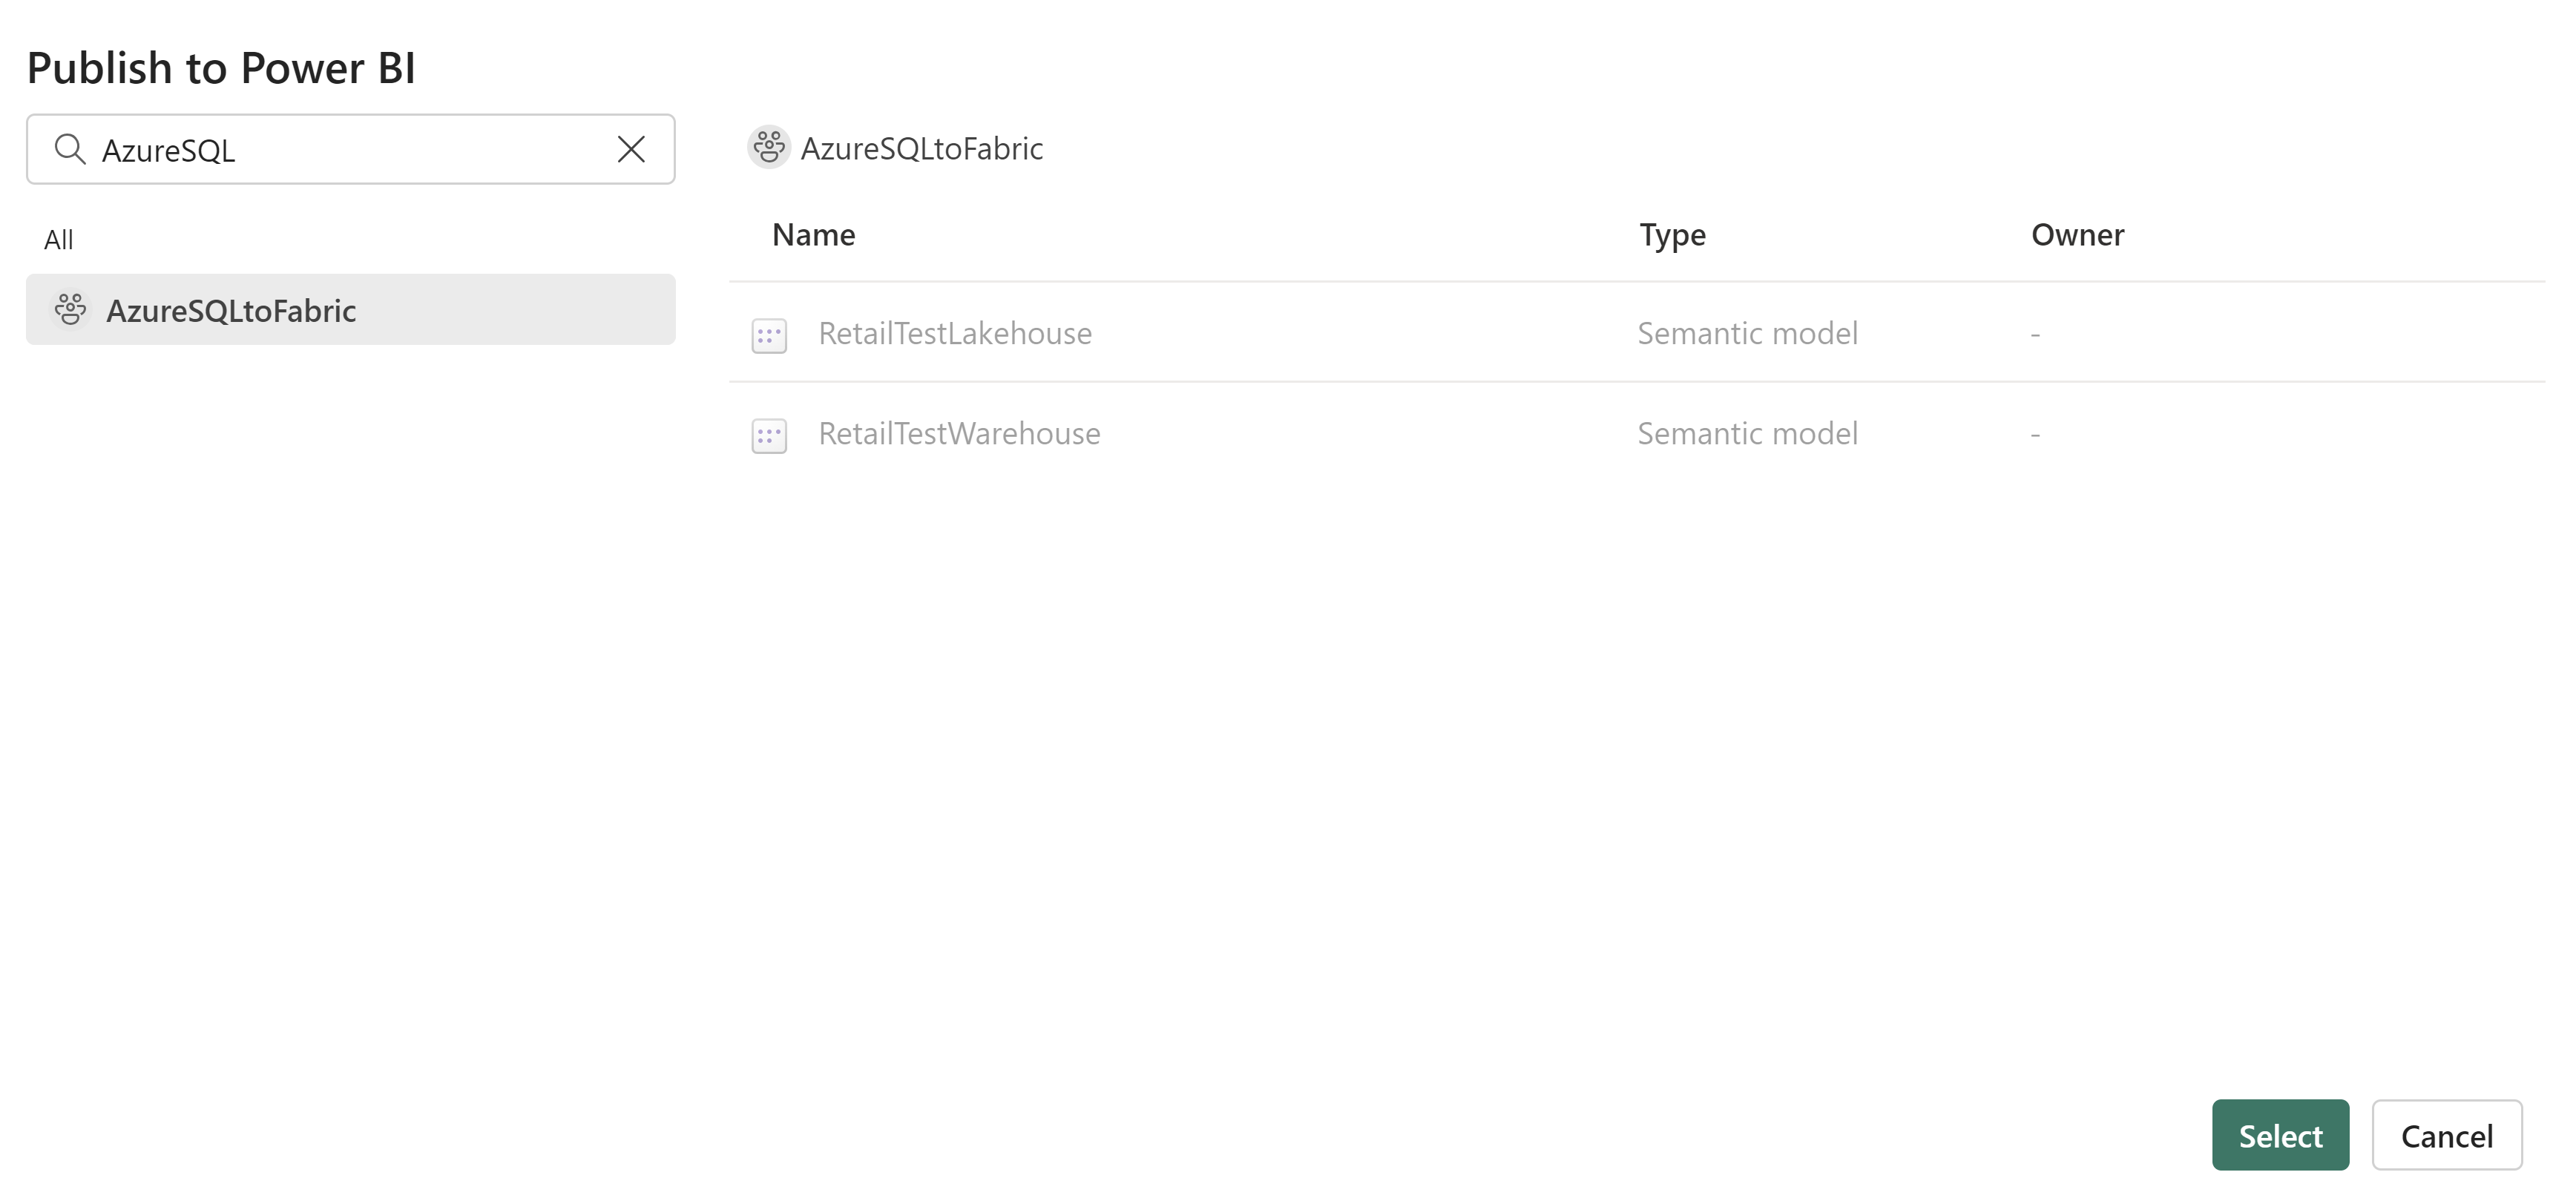 Publish to Power BI
AzureSQL
All
AzureSQLtoFabric
AzureSQLtoFabric
Name Type Owner
RetailTestLakehouse Semantic model -
RetailTestWarehouse Semantic model -
Select Cancel